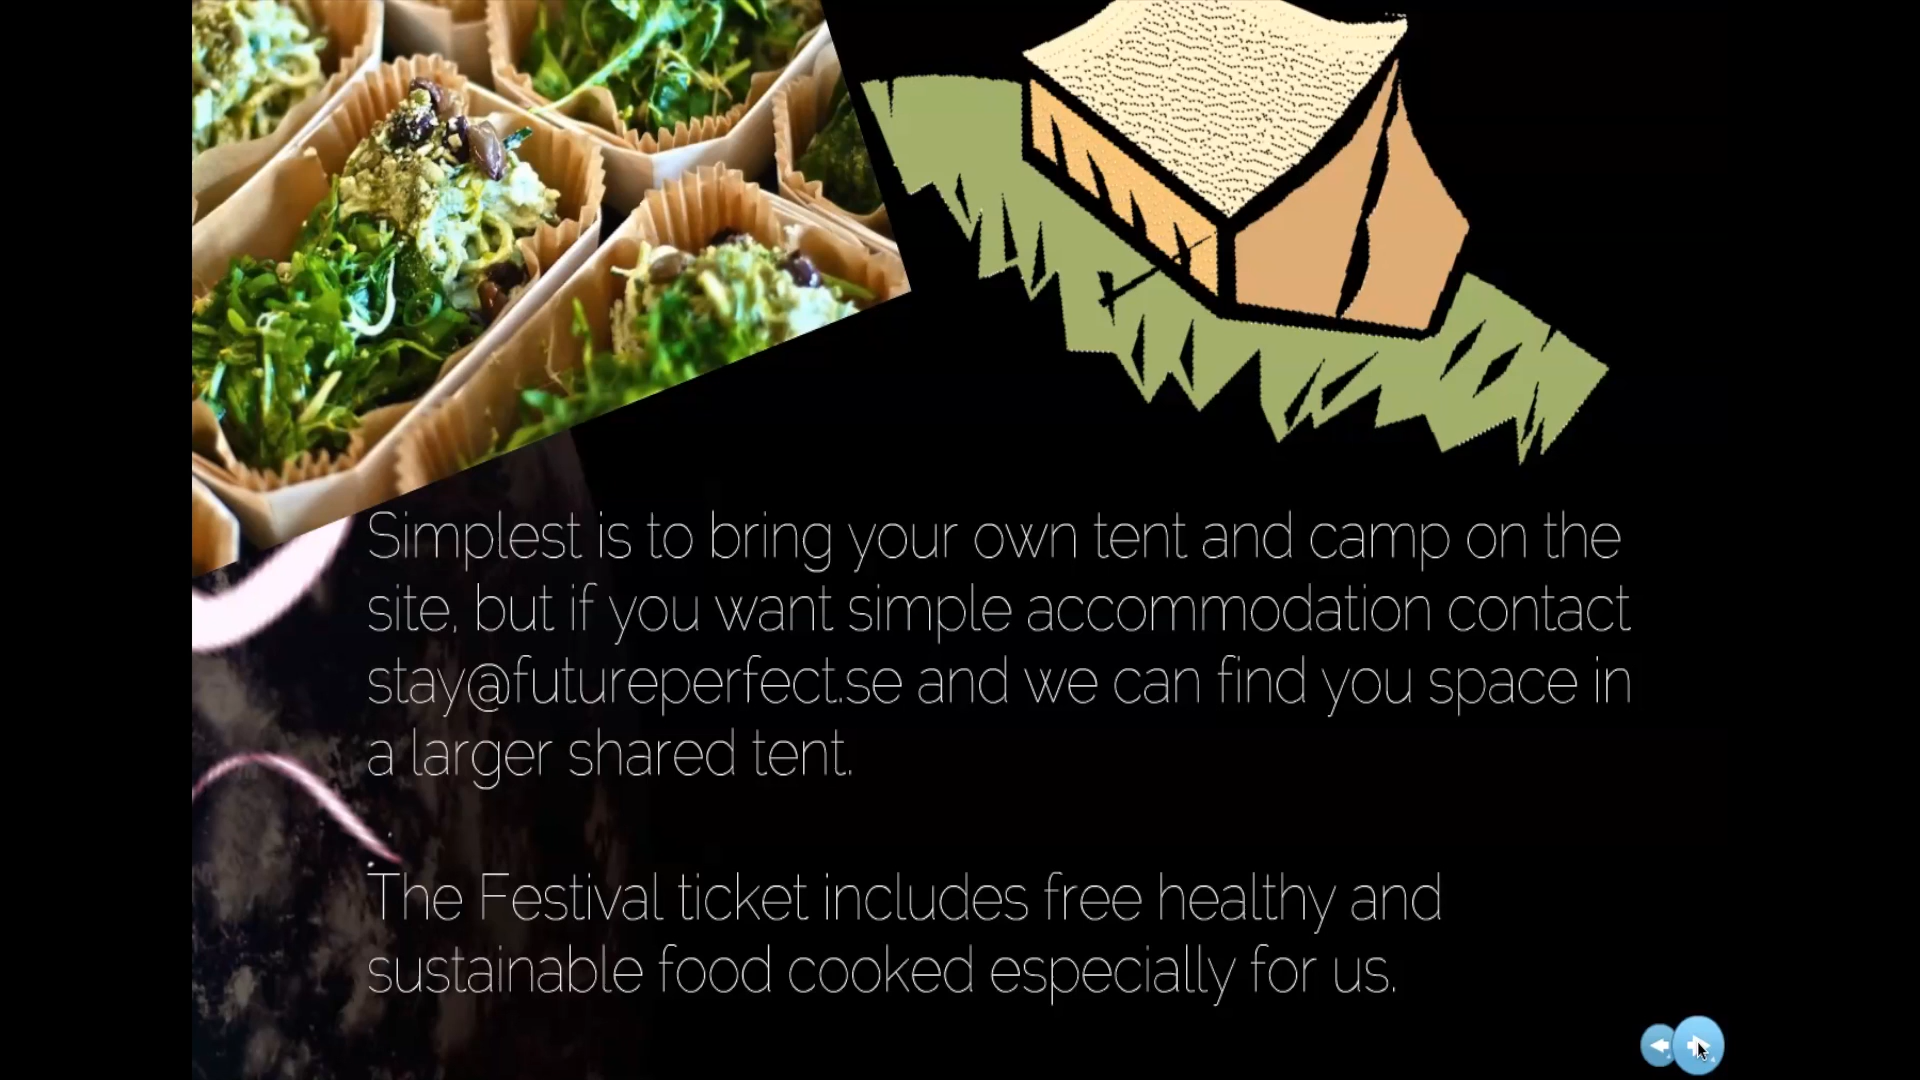 Simplest is to bring your own tent and camp on the
site, but if you want simple accommodation contact
stay@futureperfect.se and we can find you space in
a larger shared tent.
The Festival ticket includes free healthy and
sustainable food cooked especially for us.